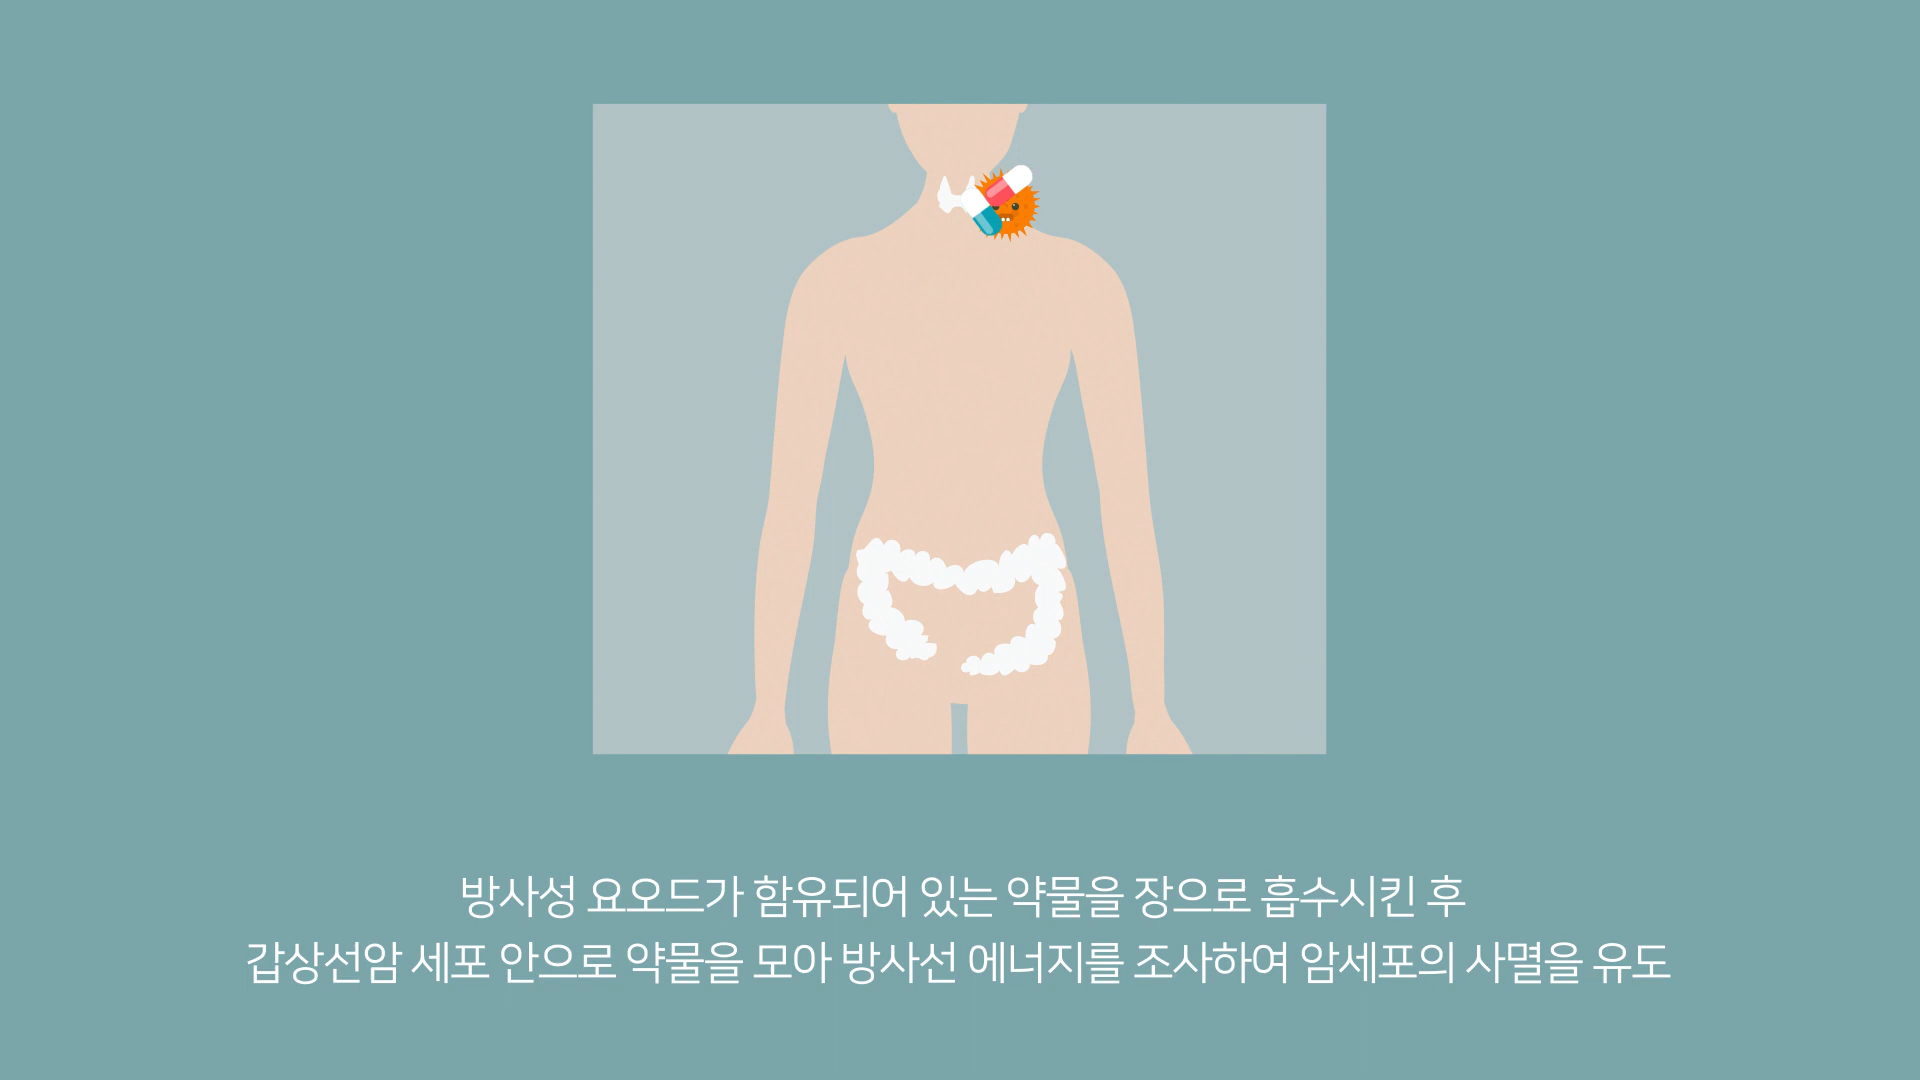 방사성 요오드가 함유되어 있는 약물을 장으로 흡수시킨 후
갑상선암 세포 안으로 약물을 모아 방사선 에너지를 조사하여 암세포의 사멸을 유도